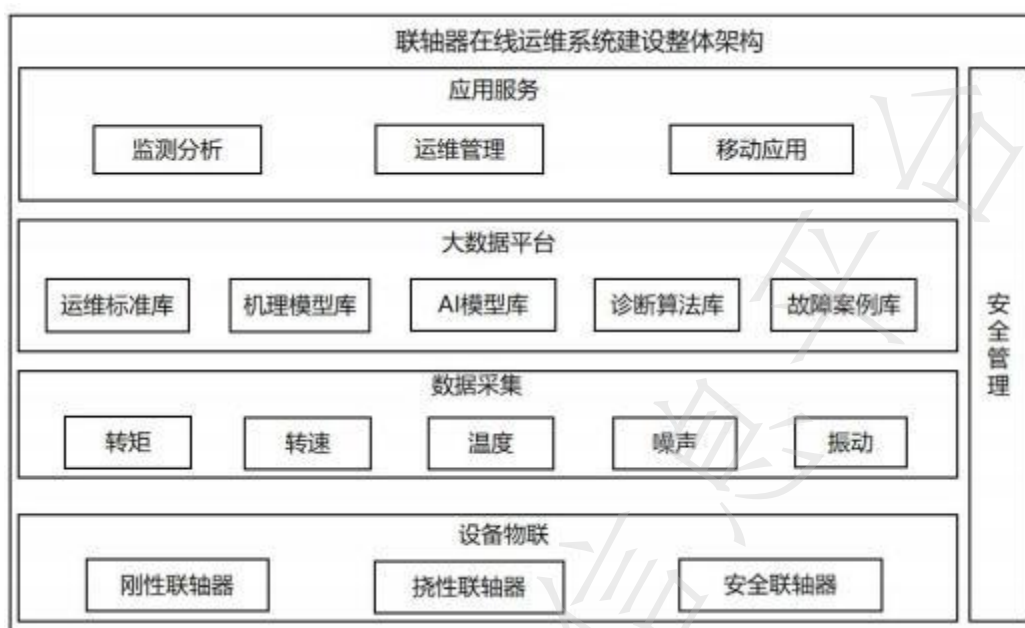 联轴器在线运维系统建设整体架构
应用服务
监测分析 运维管理 移动应用
大数据平台
运维标准库 机理模型库 AI模型库 诊断算法库 故障案例库
数据采集
转矩 转速 温度 噪声 振动
设备物联
刚性联轴器 挠性联轴器 安全联轴器
安全管理